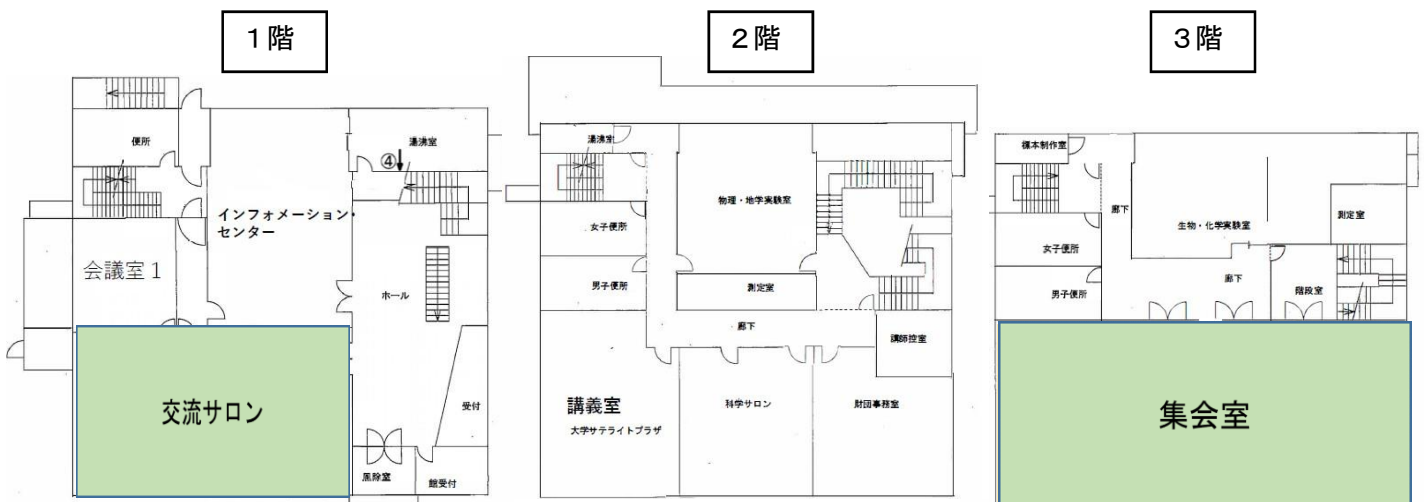 1階
便所
湯沸室
④
インフォメーション・
センター
会議室1
ホール
交流サロン
受付
風除室
館受付
2階
湯沸室
物理・地学実験室
女子便所
男子便所
測定室
廊下
講師控室
講義室
大学サテライトプラザ
科学サロン
財団事務室
3階
標本制作室
廊下
生物・化学実験室
測定室
女子便所
男子便所
廊下
階段室
集会室